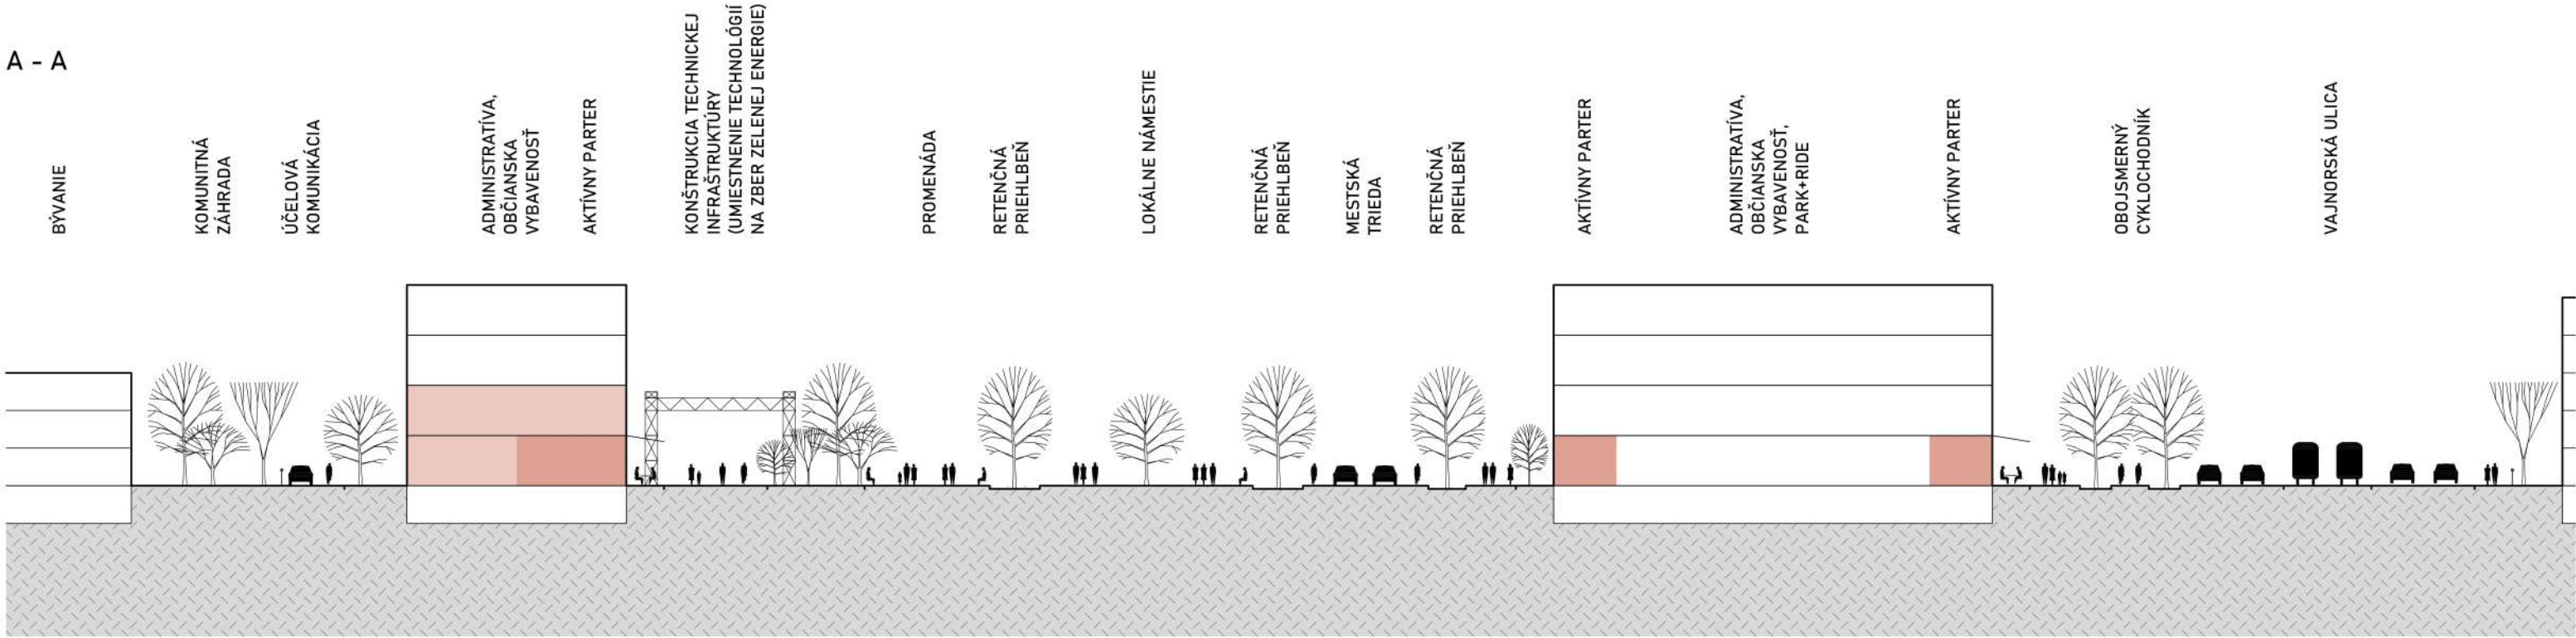 A - A
BÝVANIE
KOMUNITNÁ
ZÁHRADA
ÚČELOVÁ
KOMUNIKÁCIA
ADMINISTRATÍVA,
OBČIANSKA
VYBAVENOSŤ
AKTÍVNY PARTER
KONŠTRUKCIA TECHNICKEJ
INFRAŠTRUKTÚRY
(UMIESTNENIE TECHNOLÓGIÍ
NA ZBER ZELENEJ ENERGIE)
PROMENÁDA
RETENČNÁ
PRIEHLBEŇ
LOKÁLNE NÁMESTIE
RETENČNÁ
PRIEHLBEŇ
MESTSKÁ
TRIEDA
RETENČNÁ
PRIEHLBEŇ
AKTÍVNY PARTER
ADMINISTRATÍVA,
OBČIANSKA
VYBAVENOSŤ,
PARK+RIDE
AKTÍVNY PARTER
OBOJSMERNÝ
CYKLOCHODNÍK
VAJNORSKÁ ULICA